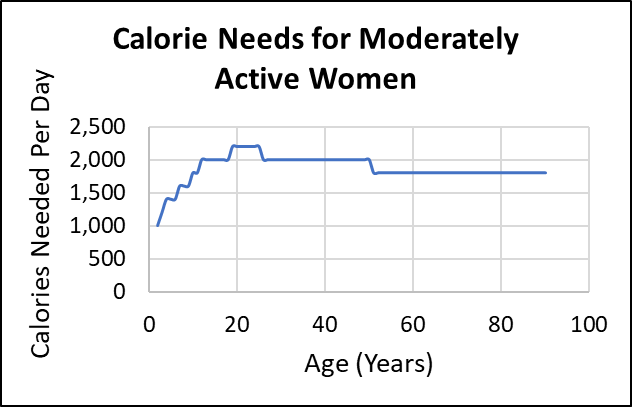 Calorie Needs for Moderately
Active Women
Calories Needed Per Day
2,500
2,000
1,500
1,000
500
0
0 20 40 60 80 100
Age (Years)